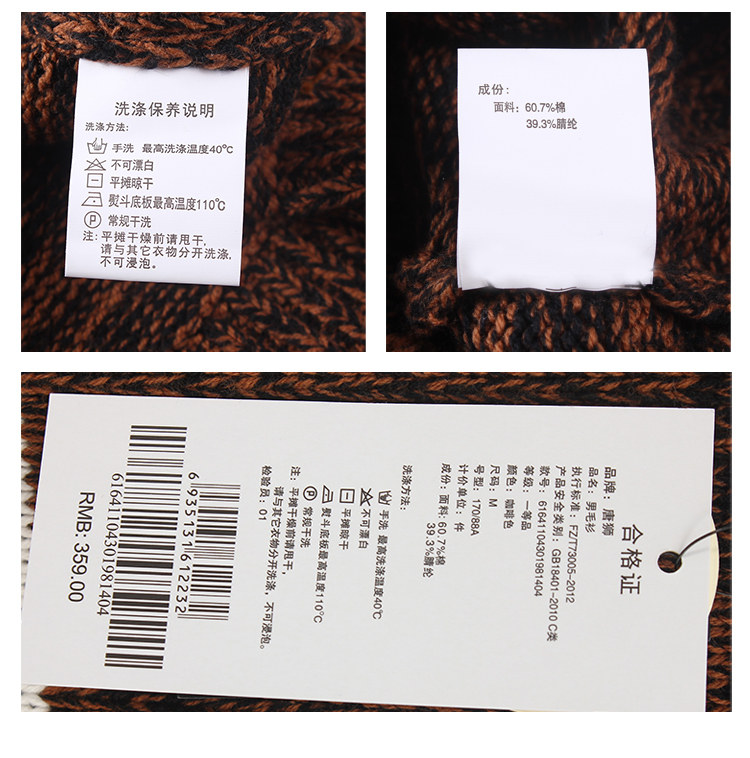 洗涤保养说明
洗涤方法:
手洗 最高洗涤温度40℃
不可漂白
平摊晾干
熨斗底板最高温度110℃
P 常规干洗
注: 平摊干燥前请甩干,
请与其它衣物分开洗涤,
不可浸泡。
成份:
面料: 60.7%棉
39.3%腈纶
合格证
品牌: 唐狮
品名: 男毛衫
执行标准: FZ/T73005-2012
产品安全类别: GB18401-2010 C类
款号: 61641104301981404
等级: 一等品
颜色: 咖啡色
尺码: M
号型: 170/88A
计价单位: 件
成份: 面料: 60.7%棉
39.3%腈纶
洗涤方法:
手洗 最高洗涤温度40℃
不可漂白
平摊晾干
熨斗底板最高温度110℃
常规干洗
注: 平摊干燥前请甩干,
请与其它衣物分开洗涤, 不可浸泡。
检验员: 01
6935131612232
61641104301981404
RMB: 359.00